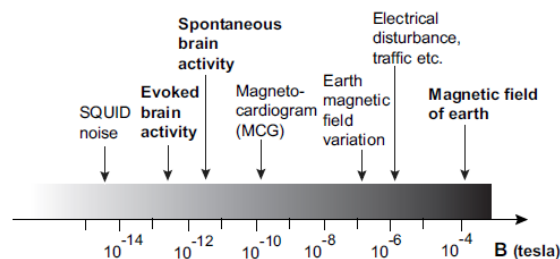 SQUID
noise
Evoked
brain
activity
Spontaneous
brain
activity
Magneto-
cardiogram
(MCG)
Earth
magnetic
field
variation
Electrical
disturbance,
traffic etc.
Magnetic field
of earth
10⁻¹⁴ 10⁻¹² 10⁻¹⁰ 10⁻⁸ 10⁻⁶ 10⁻⁴ B (tesla)